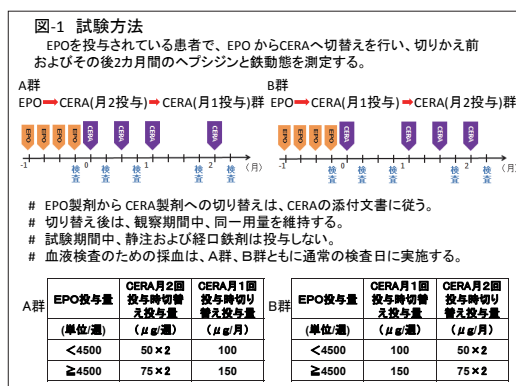 図-1 試験方法
EPOを投与されている患者で、EPO からCERAへ切替えを行い、切りかえ前
およびその後2カ月間のヘプシジンと鉄動態を測定する。
A群
EPO➡CERA(月2投与)➡CERA(月1投与)群
EPO EPO EPO EPO CERA CERA CERA CERA
-1 0 1 2 (月)
検査 検査 検査 検査 検査
B群
EPO➡CERA(月1投与)➡CERA(月2投与)群
EPO EPO EPO EPO CERA CERA CERA CERA
-1 0 1 2 (月)
検査 検査 検査 検査 検査
# EPO製剤から CERA製剤への切り替えは、CERAの添付文書に従う。
# 切り替え後は、観察期間中、同一用量を維持する。
# 試験期間中、静注および経口鉄剤は投与しない。
# 血液検査のための採血は、A群、B群ともに通常の検査日に実施する。
A群
EPO投与量 CERA月2回投与時切替え投与量 CERA月1回投与時切り替え投与量
(単位/週) (μg/週) (μg/月)
<4500 50×2 100
≧4500 75×2 150
B群
EPO投与量 CERA月1回投与時切替え投与量 CERA月2回投与時切り替え投与量
(単位/週) (μg/週) (μg/月)
<4500 100 50×2
≧4500 150 75×2